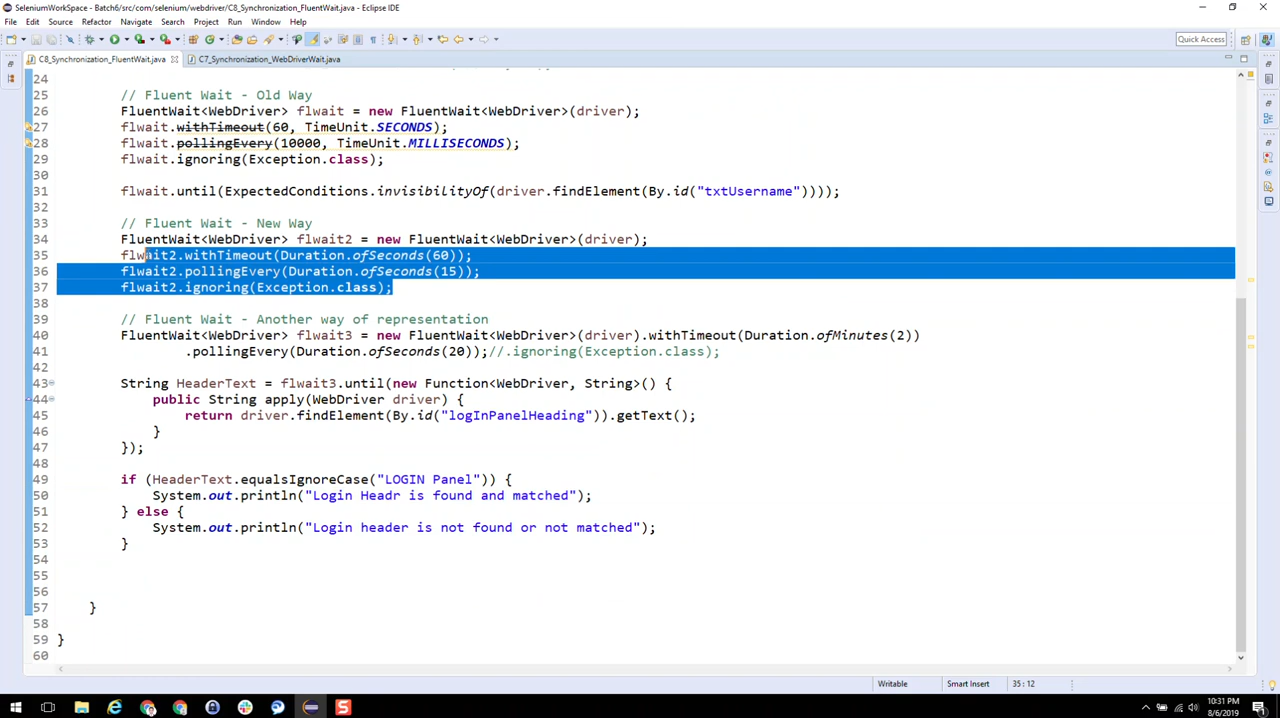 SeleniumWorkSpace - Batch6/src/com/selenium/webdriver/C8_Synchronization_FluentWait.java - Eclipse IDE
File Edit Source Refactor Navigate Search Project Run Window Help
Quick Access
C8_Synchronization_FluentWait.java C7_Synchronization_WebDriverWait.java
24
25 // Fluent Wait - Old Way
26 FluentWait<WebDriver> flwait = new FluentWait<WebDriver>(driver);
27 flwait.withTimeout(60, TimeUnit.SECONDS);
28 flwait.pollingEvery(10000, TimeUnit.MILLISECONDS);
29 flwait.ignoring(Exception.class);
30
31 flwait.until(ExpectedConditions.invisibilityOf(driver.findElement(By.id("txtUsername"))));
32
33 // Fluent Wait - New Way
34 FluentWait<WebDriver> flwait2 = new FluentWait<WebDriver>(driver);
35 flwait2.withTimeout(Duration.ofSeconds(60));
36 flwait2.pollingEvery(Duration.ofSeconds(15));
37 flwait2.ignoring(Exception.class);
38
39 // Fluent Wait - Another way of representation
40 FluentWait<WebDriver> flwait3 = new FluentWait<WebDriver>(driver).withTimeout(Duration.ofMinutes(2))
41 .pollingEvery(Duration.ofSeconds(20));//.ignoring(Exception.class);
42
43 String HeaderText = flwait3.until(new Function<WebDriver, String>() {
44 public String apply(WebDriver driver) {
45 return driver.findElement(By.id("logInPanelHeading")).getText();
46 }
47 });
48
49 if (HeaderText.equalsIgnoreCase("LOGIN Panel")) {
50 System.out.println("Login Headr is found and matched");
51 } else {
52 System.out.println("Login header is not found or not matched");
53 }
54
55
56
57 }
58
59 }
60
Writable Smart Insert 35 : 12
10:31 PM
8/6/2019